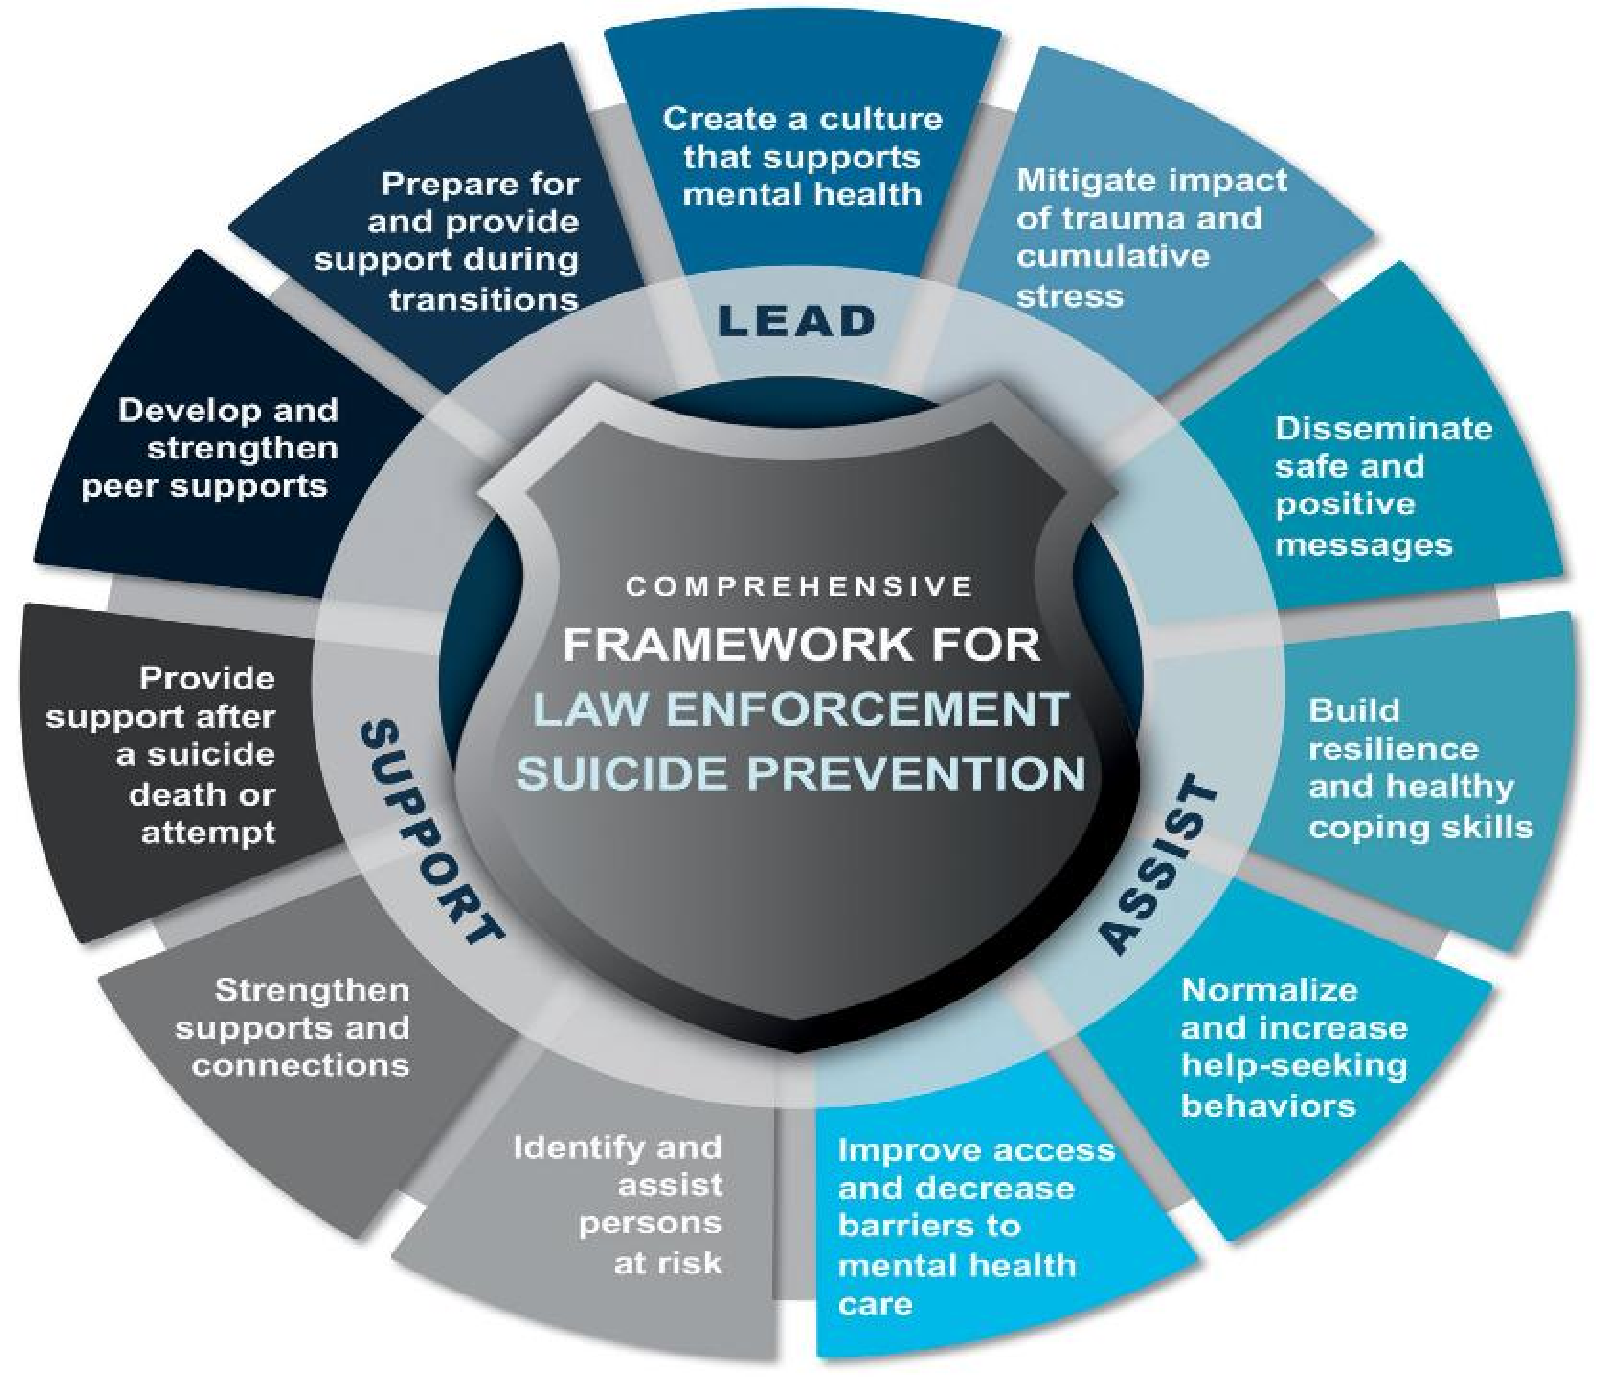 Create a culture
that supports
mental health
Mitigate impact
of trauma and
cumulative
stress
Disseminate
safe and
positive
messages
Build
resilience
and healthy
coping skills
Normalize
and increase
help-seeking
behaviors
Improve access
and decrease
barriers to
mental health
care
Identify and
assist
persons
at risk
Strengthen
supports and
connections
Provide
support after
a suicide
death or
attempt
Develop and
strengthen
peer supports
Prepare for
and provide
support during
transitions
LEAD
ASSIST
SUPPORT
COMPREHENSIVE
FRAMEWORK FOR
LAW ENFORCEMENT
SUICIDE PREVENTION